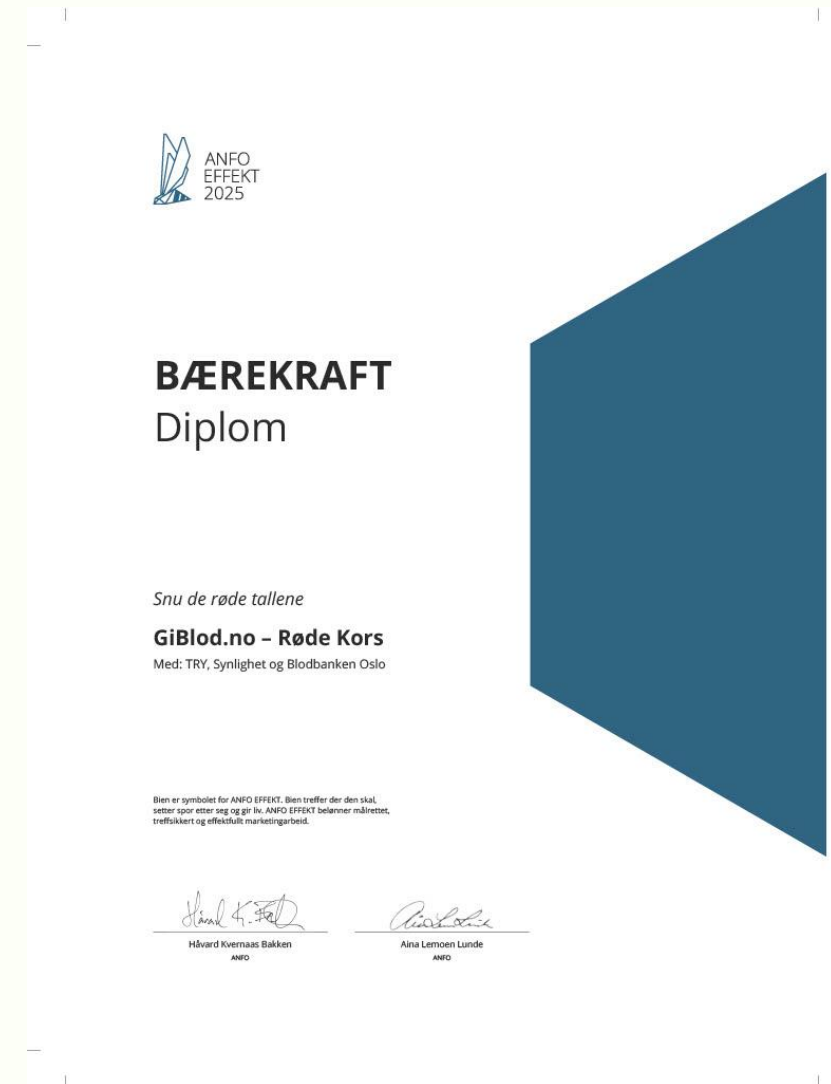 ANFO
EFFEKT
2025
BÆREKRAFT
Diplom
Snu de røde tallene
GiBlod.no – Røde Kors
Med: TRY, Synlighet og Blodbanken Oslo
Bien er symbolet for ANFO EFFEKT. Bien treffer der den skal,
setter spor etter seg og gir liv. ANFO EFFEKT belønner målrettet,
treffsikkert og effektfullt marketingarbeid.
Håvard Kvernaas Bakken
ANFO
Aina Lemoen Lunde
ANFO